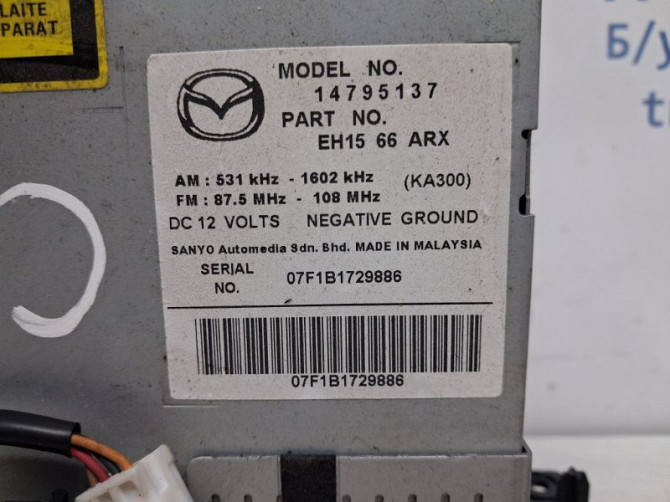 LAITE
PARAT
Б/у
MODEL NO.
14795137
PART NO.
EH15 66 ARX
AM : 531 kHz - 1602 kHz (KA300)
FM : 87.5 MHz - 108 MHz
DC 12 VOLTS NEGATIVE GROUND
SANYO Automedia Sdn. Bhd. MADE IN MALAYSIA
SERIAL NO. 07F1B1729886
07F1B1729886